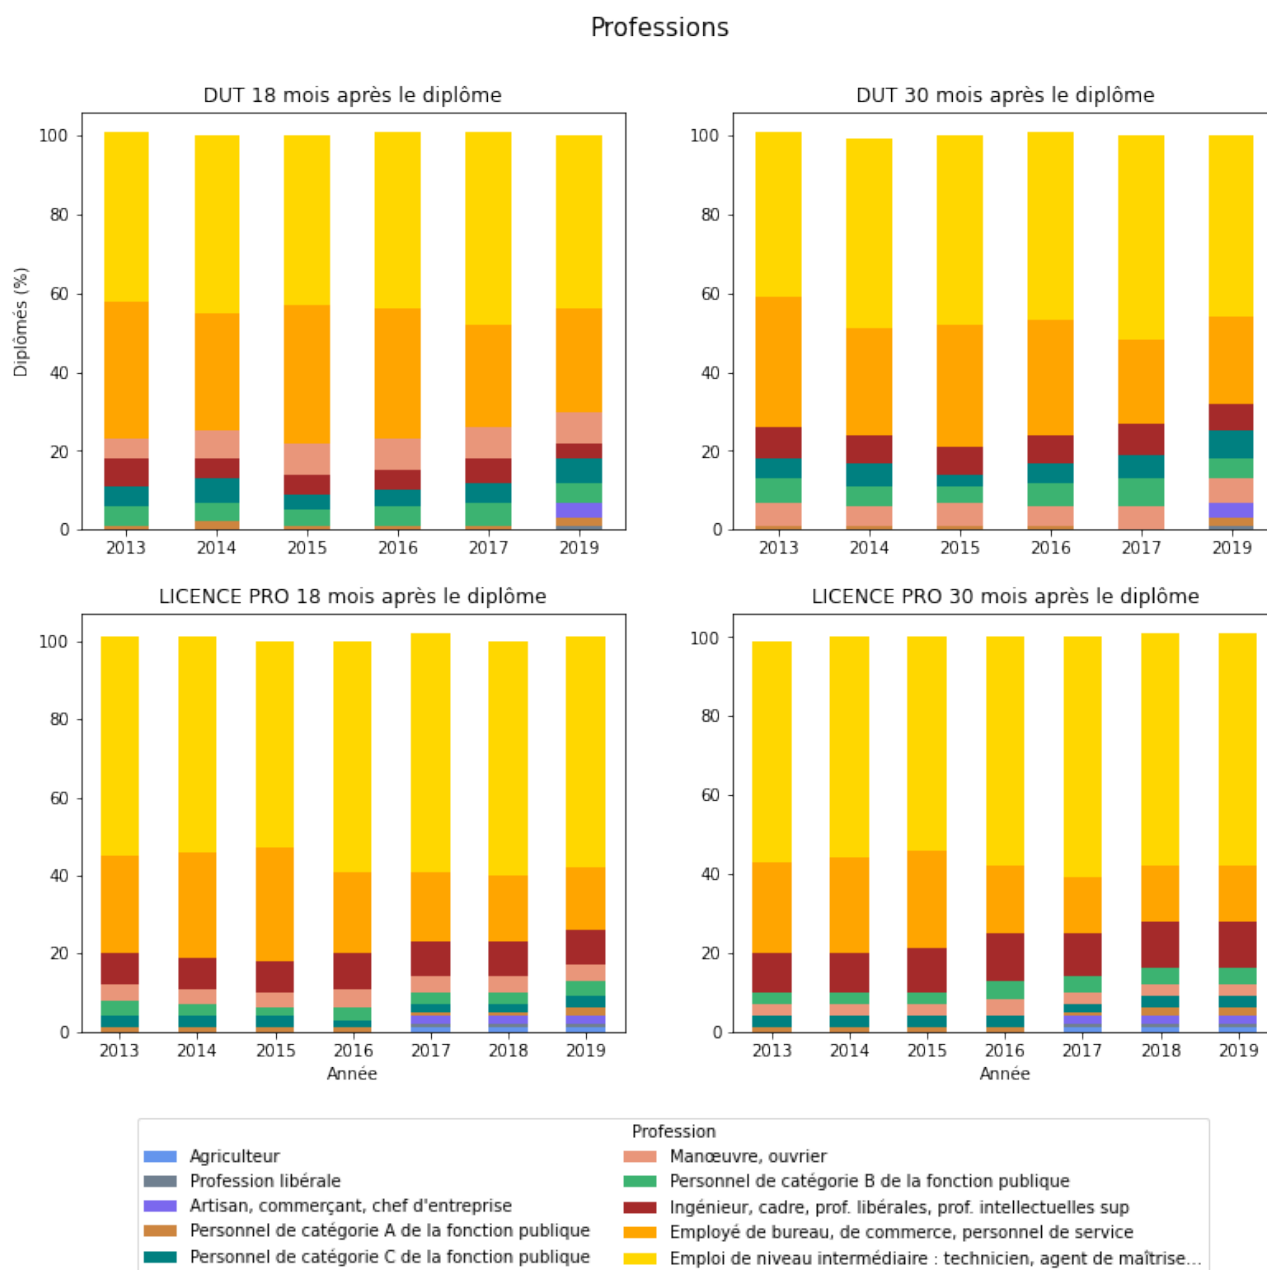 Professions
DUT 18 mois après le diplôme
DUT 30 mois après le diplôme
Diplômés (%)
100
80
60
40
20
0
2013 2014 2015 2016 2017 2019
100
80
60
40
20
0
2013 2014 2015 2016 2017 2019
LICENCE PRO 18 mois après le diplôme
LICENCE PRO 30 mois après le diplôme
100
80
60
40
20
0
2013 2014 2015 2016 2017 2018 2019
Année
100
80
60
40
20
0
2013 2014 2015 2016 2017 2018 2019
Année
Profession
Agriculteur
Profession libérale
Artisan, commerçant, chef d'entreprise
Personnel de catégorie A de la fonction publique
Personnel de catégorie C de la fonction publique
Manœuvre, ouvrier
Personnel de catégorie B de la fonction publique
Ingénieur, cadre, prof. libérales, prof. intellectuelles sup
Employé de bureau, de commerce, personnel de service
Emploi de niveau intermédiaire : technicien, agent de maîtrise...